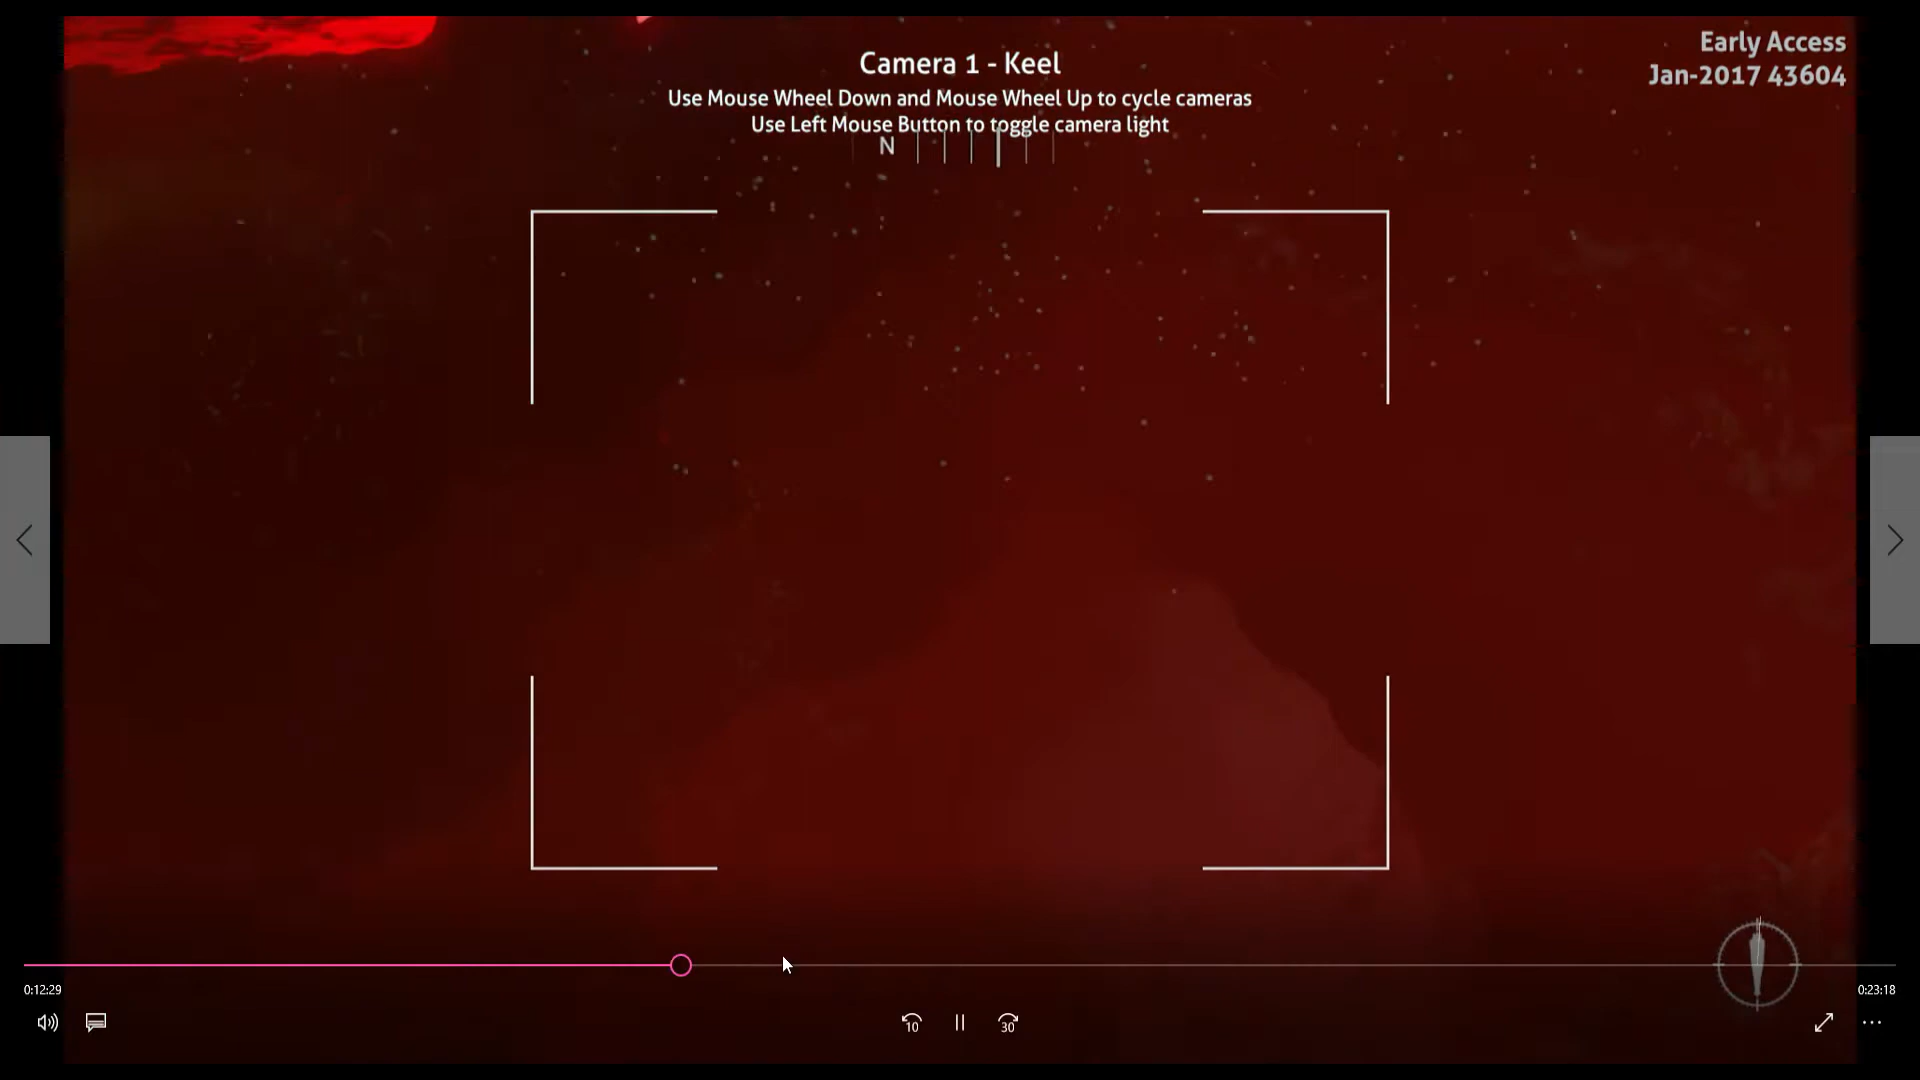 Early Access
Jan-2017 43604
Camera 1 - Keel
Use Mouse Wheel Down and Mouse Wheel Up to cycle cameras
Use Left Mouse Button to toggle camera light
N
0:12:29
0:23:18
10
30